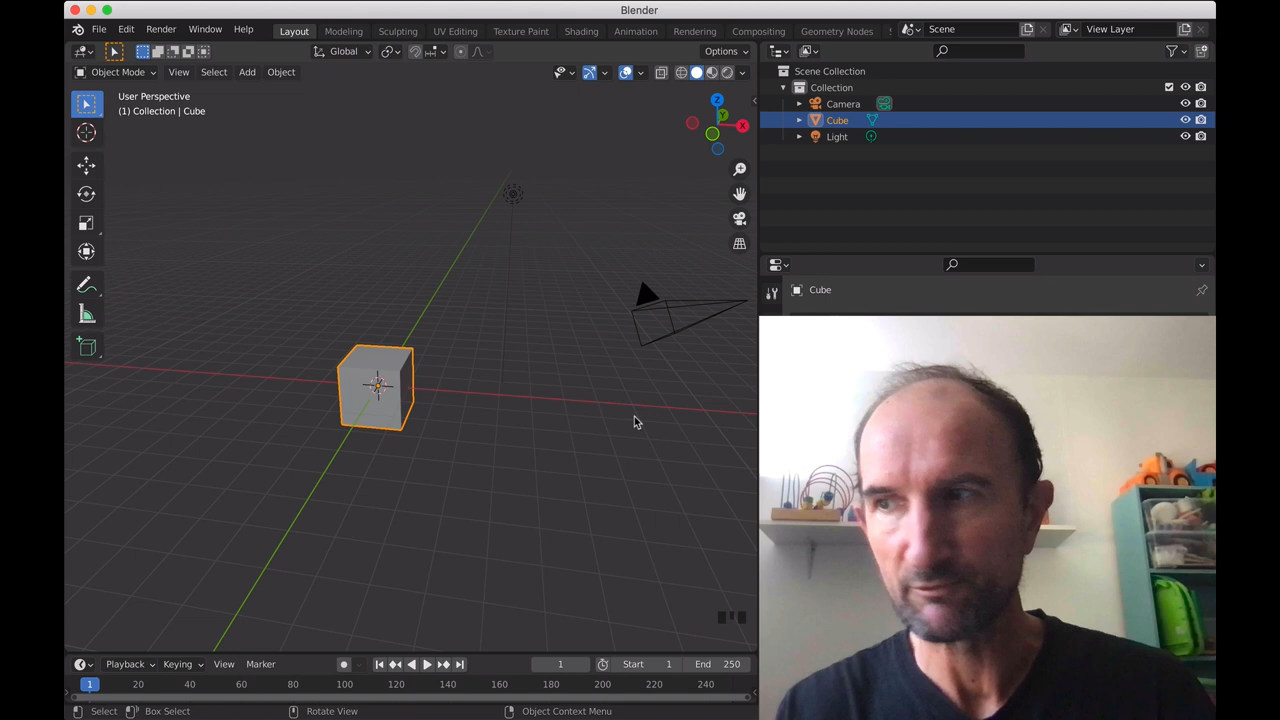 Blender
File Edit Render Window Help Layout Modeling Sculpting UV Editing Texture Paint Shading Animation Rendering Compositing Geometry Nodes Scene View Layer
Global Options
Object Mode View Select Add Object
User Perspective
(1) Collection | Cube
Z
Y
X
Scene Collection
Collection
Camera
Cube
Light
Cube
Playback Keying View Marker 1 Start 1 End 250
1 20 40 60 80 100 120 140 160 180 200 220 240
Select Box Select Rotate View Object Context Menu